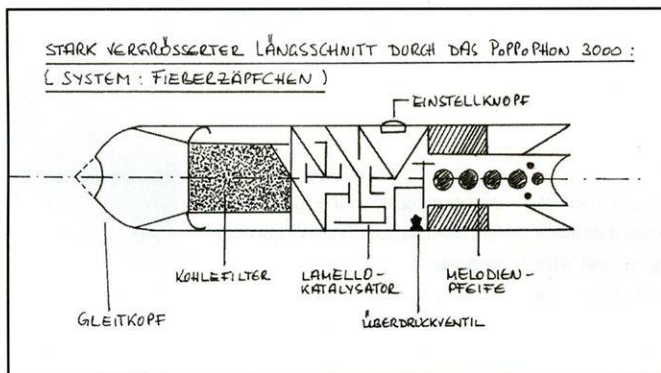 STARK VERGRÖSSERTER LÄNGSSCHNITT DURCH DAS POPPOPHON 3000 :
( SYSTEM : FIEBERZÄPFCHEN )
EINSTELLKNOPF
KOHLEFILTER
LAMELLO-
KATALYSATOR
MELODIEN-
PFEIFE
GLEITKOPF
ÜBERDRUCKVENTIL